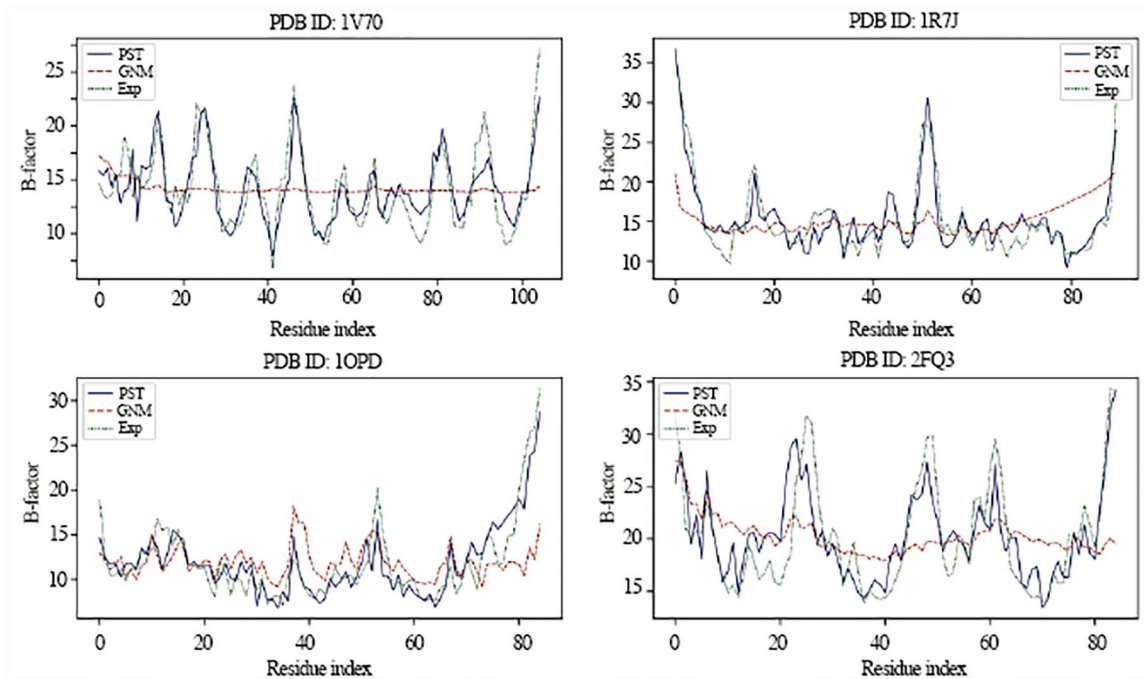 PDB ID: 1V70
PST
GNM
Exp
25
20
15
10
B-factor
0 20 40 60 80 100
Residue index
PDB ID: 1R7J
PST
GNM
Exp
35
30
25
20
15
10
B-factor
0 20 40 60 80
Residue index
PDB ID: 1OPD
PST
GNM
Exp
30
25
20
15
10
B-factor
0 20 40 60 80
Residue index
PDB ID: 2FQ3
PST
GNM
Exp
35
30
25
20
15
B-factor
0 20 40 60 80
Residue index